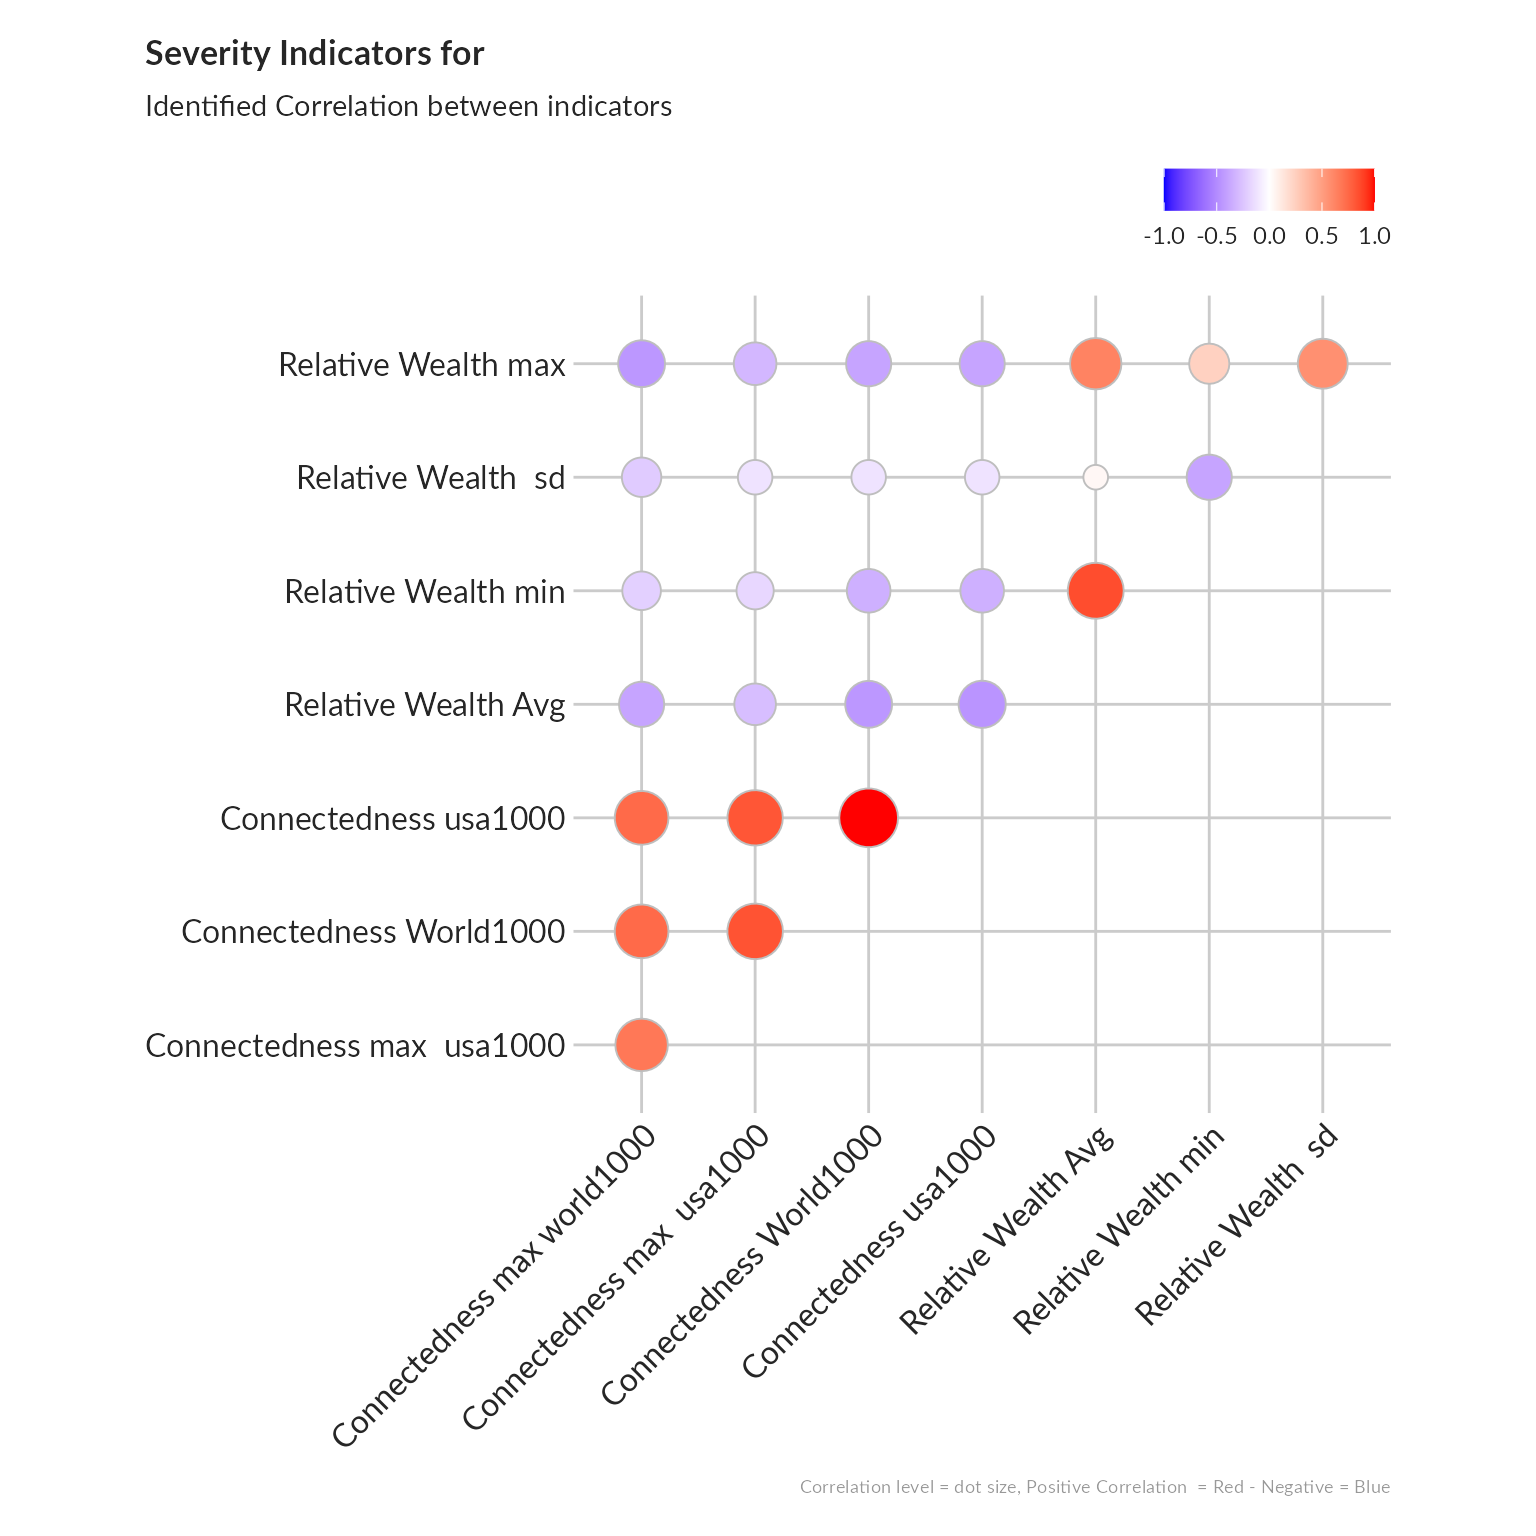 Severity Indicators for
Identified Correlation between indicators
-1.0 -0.5 0.0 0.5 1.0
Relative Wealth max
Relative Wealth  sd
Relative Wealth min
Relative Wealth Avg
Connectedness usa1000
Connectedness World1000
Connectedness max  usa1000
Connectedness max world1000
Connectedness max  usa1000
Connectedness World1000
Connectedness usa1000
Relative Wealth Avg
Relative Wealth min
Relative Wealth  sd
Correlation level = dot size, Positive Correlation  = Red - Negative = Blue